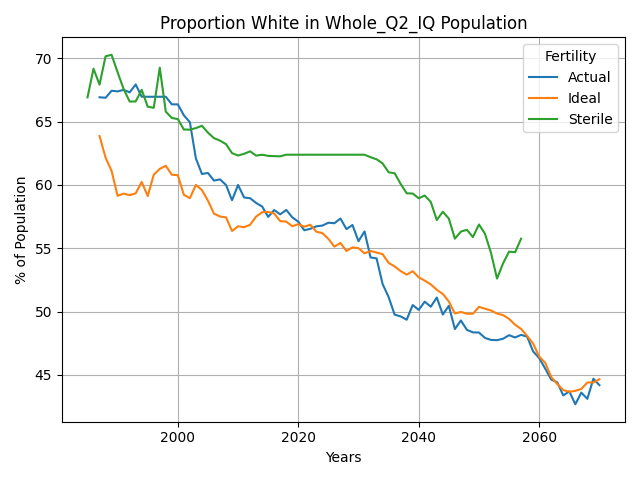 Proportion White in Whole_Q2_IQ Population
% of Population
70
65
60
55
50
45
2000
2020
2040
2060
Years
Fertility
Actual
Ideal
Sterile